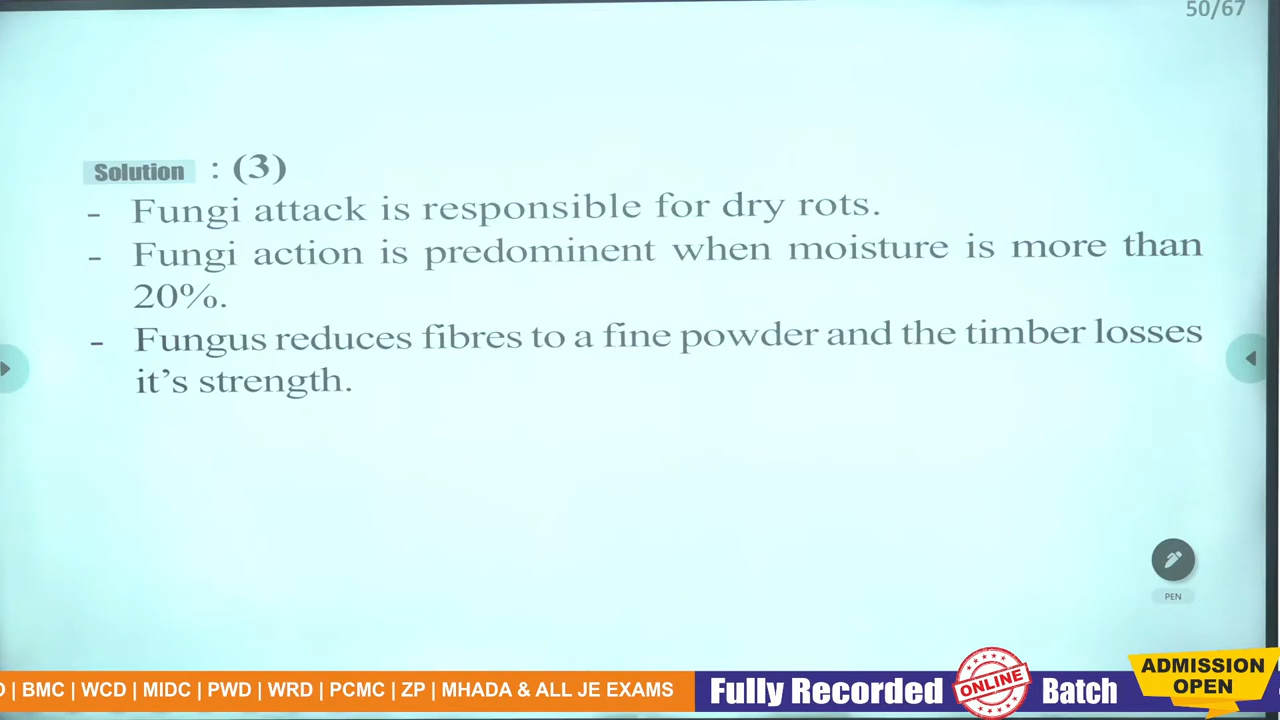 50/67
Solution : (3)
- Fungi attack is responsible for dry rots.
- Fungi action is predominent when moisture is more than
20%.
- Fungus reduces fibres to a fine powder and the timber losses
it's strength.
PEN
| BMC | WCD | MIDC | PWD | WRD | PCMC | ZP | MHADA & ALL JE EXAMS
Fully Recorded ONLINE Batch
ADMISSION
OPEN